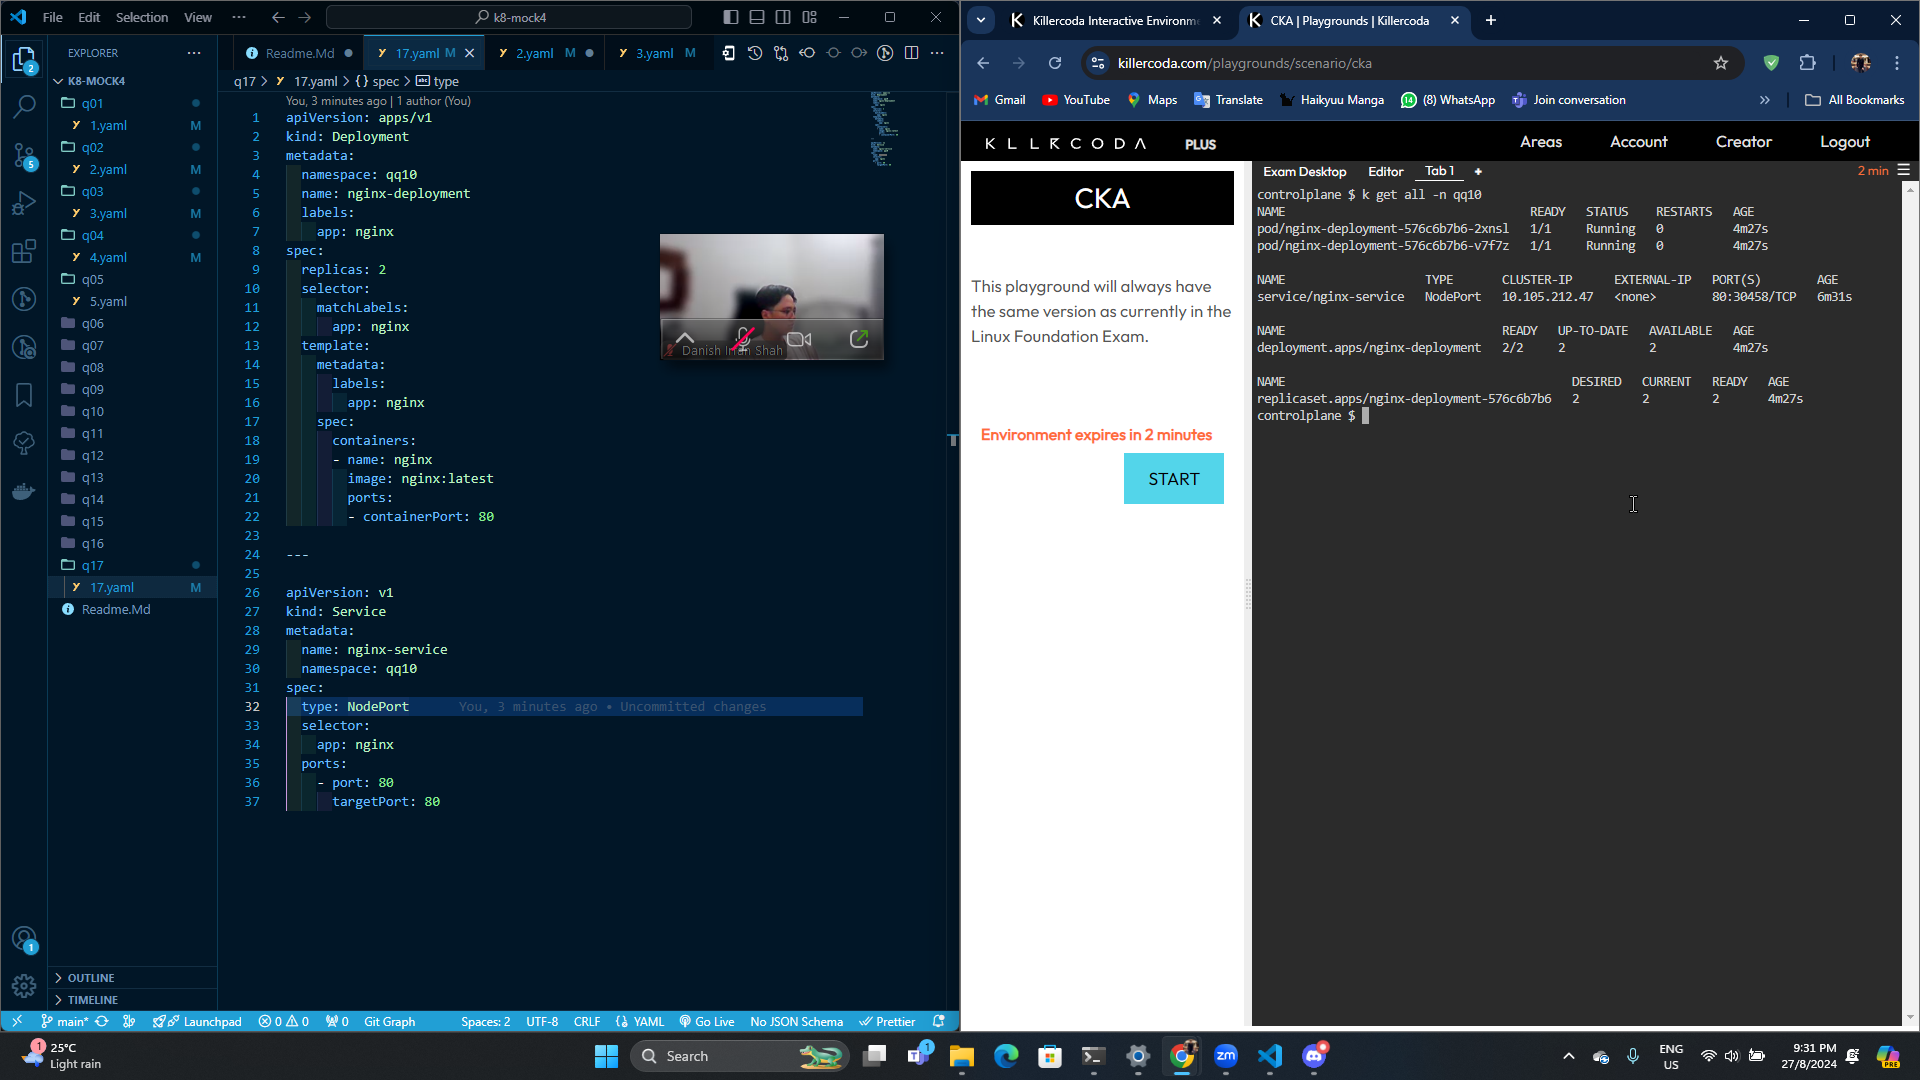 File Edit Selection View ··· k8-mock4
EXPLORER
K8-MOCK4
q01
1.yaml M
q02
2.yaml M
q03
3.yaml M
q04
4.yaml M
q05
5.yaml
q06
q07
q08
q09
q10
q11
q12
q13
q14
q15
q16
q17
17.yaml M
Readme.Md
OUTLINE
TIMELINE
Readme.Md 17.yaml M 2.yaml M 3.yaml M
q17 > 17.yaml > {} spec > type
You, 3 minutes ago | 1 author (You)
1 apiVersion: apps/v1
2 kind: Deployment
3 metadata:
4 namespace: qq10
5 name: nginx-deployment
6 labels:
7 app: nginx
8 spec:
9 replicas: 2
10 selector:
11 matchLabels:
12 app: nginx
13 template:
14 metadata:
15 labels:
16 app: nginx
17 spec:
18 containers:
19 - name: nginx
20 image: nginx:latest
21 ports:
22 - containerPort: 80
23
24 ---
25
26 apiVersion: v1
27 kind: Service
28 metadata:
29 name: nginx-service
30 namespace: qq10
31 spec:
32 type: NodePort You, 3 minutes ago • Uncommitted changes
33 selector:
34 app: nginx
35 ports:
36 - port: 80
37 targetPort: 80
Danish Irfan Shah
main* Launchpad 0 0 0 Git Graph Spaces: 2 UTF-8 CRLF {} YAML Go Live No JSON Schema Prettier
Killercoda Interactive Environm CKA | Playgrounds | Killercoda
killercoda.com/playgrounds/scenario/cka
Gmail YouTube Maps Translate Haikyuu Manga (8) WhatsApp Join conversation All Bookmarks
PLUS Areas Account Creator Logout
CKA
This playground will always have
the same version as currently in the
Linux Foundation Exam.
Environment expires in 2 minutes
START
Exam Desktop Editor Tab 1 + 2 min
controlplane $ k get all -n qq10
NAME READY STATUS RESTARTS AGE
pod/nginx-deployment-576c6b7b6-2xnsl 1/1 Running 0 4m27s
pod/nginx-deployment-576c6b7b6-v7f7z 1/1 Running 0 4m27s
NAME TYPE CLUSTER-IP EXTERNAL-IP PORT(S) AGE
service/nginx-service NodePort 10.105.212.47 <none> 80:30458/TCP 6m31s
NAME READY UP-TO-DATE AVAILABLE AGE
deployment.apps/nginx-deployment 2/2 2 2 4m27s
NAME DESIRED CURRENT READY AGE
replicaset.apps/nginx-deployment-576c6b7b6 2 2 2 4m27s
controlplane $
25°C
Light rain
Search
ENG
US
9:31 PM
27/8/2024